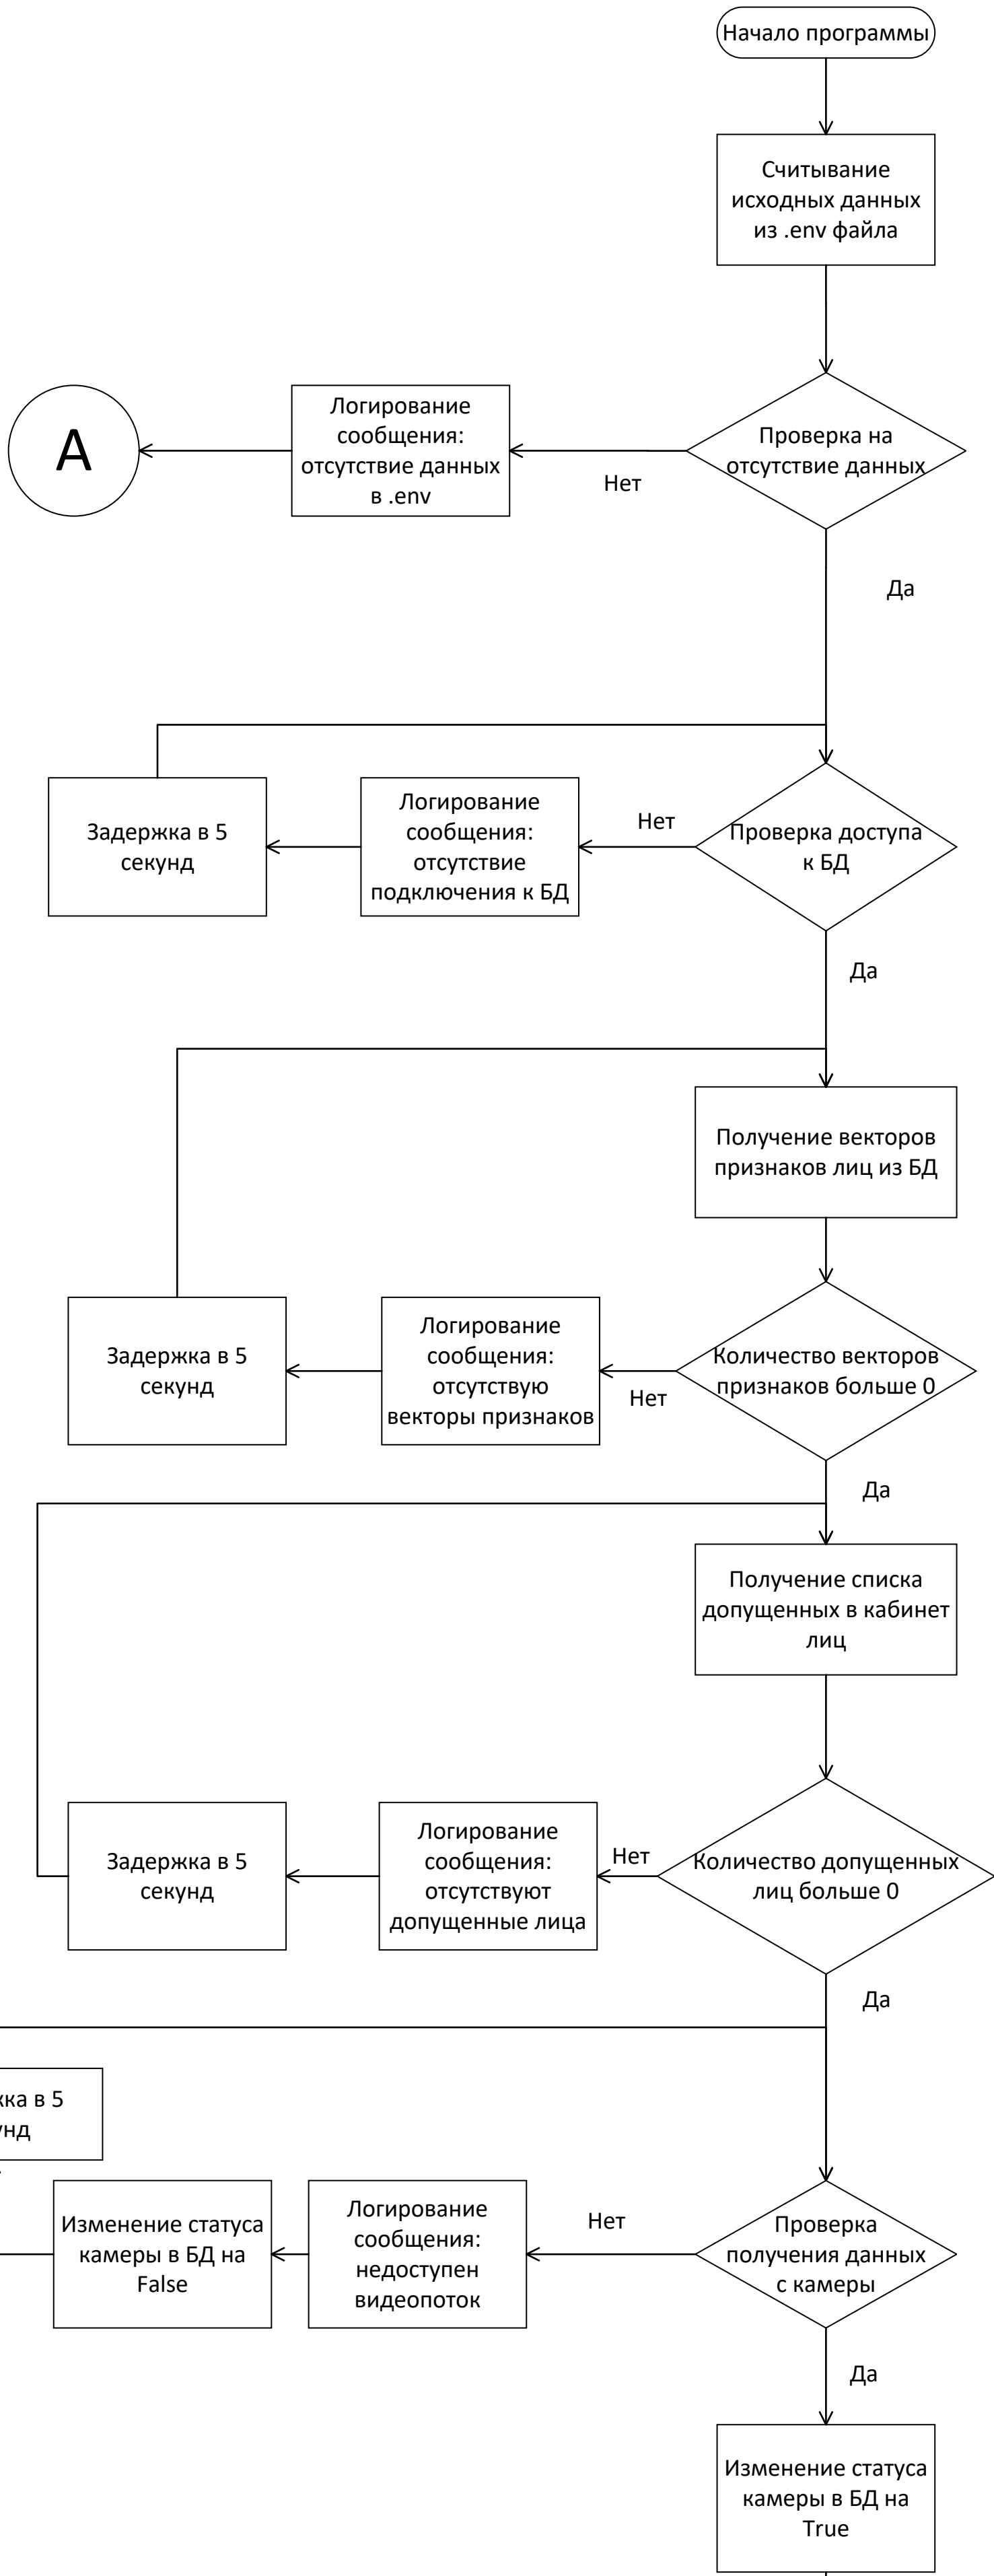 Начало программы
Считывание
исходных данных
из .env файла
Проверка на
отсутствие данных
Нет
Логирование
сообщения:
отсутствие данных
в .env
А
Да
Проверка доступа
к БД
Нет
Логирование
сообщения:
отсутствие
подключения к БД
Задержка в 5
секунд
Да
Получение векторов
признаков лиц из БД
Количество векторов
признаков больше 0
Нет
Логирование
сообщения:
отсутствую
векторы признаков
Задержка в 5
секунд
Да
Получение списка
допущенных в кабинет
лиц
Количество допущенных
лиц больше 0
Нет
Логирование
сообщения:
отсутствуют
допущенные лица
Задержка в 5
секунд
Да
Проверка
получения данных
с камеры
Нет
Логирование
сообщения:
недоступен
видеопоток
Изменение статуса
камеры в БД на
False
жка в 5
унд
Да
Изменение статуса
камеры в БД на
True